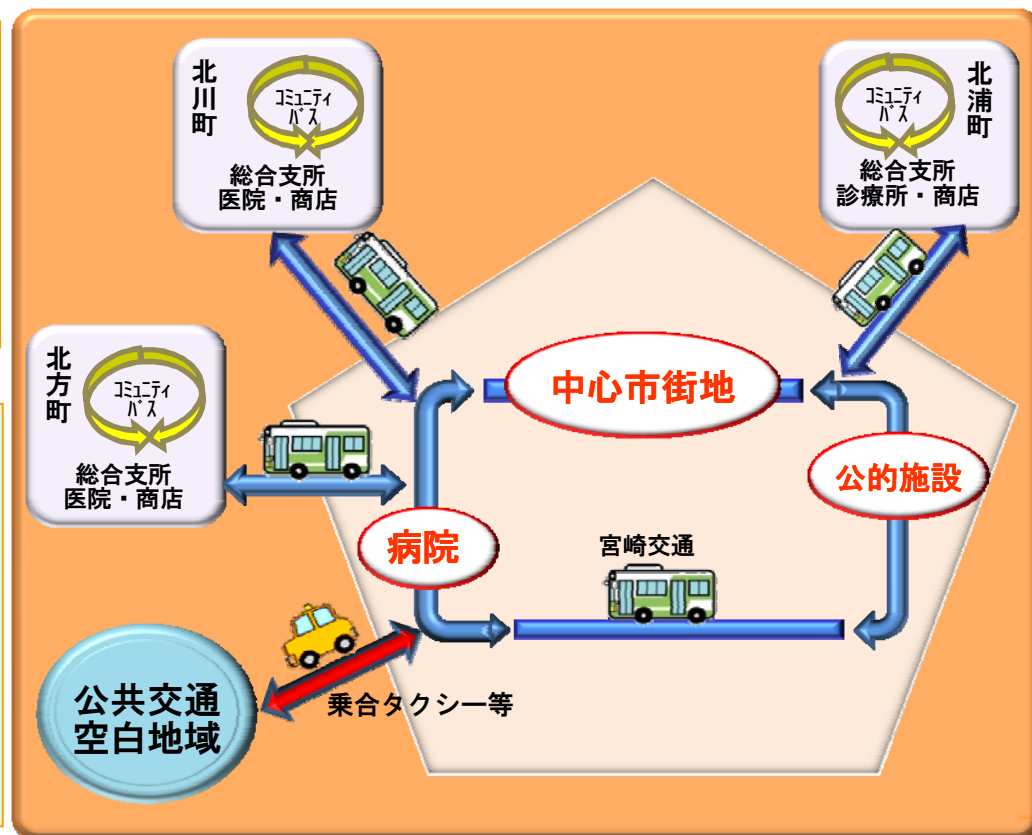 北川町
ｺﾐｭﾆﾃｨ
ﾊﾞｽ
総合支所
医院・商店
北浦町
ｺﾐｭﾆﾃｨ
ﾊﾞｽ
総合支所
診療所・商店
北方町
ｺﾐｭﾆﾃｨ
ﾊﾞｽ
総合支所
医院・商店
中心市街地
公的施設
病院
宮崎交通
乗合タクシー等
公共交通
空白地域